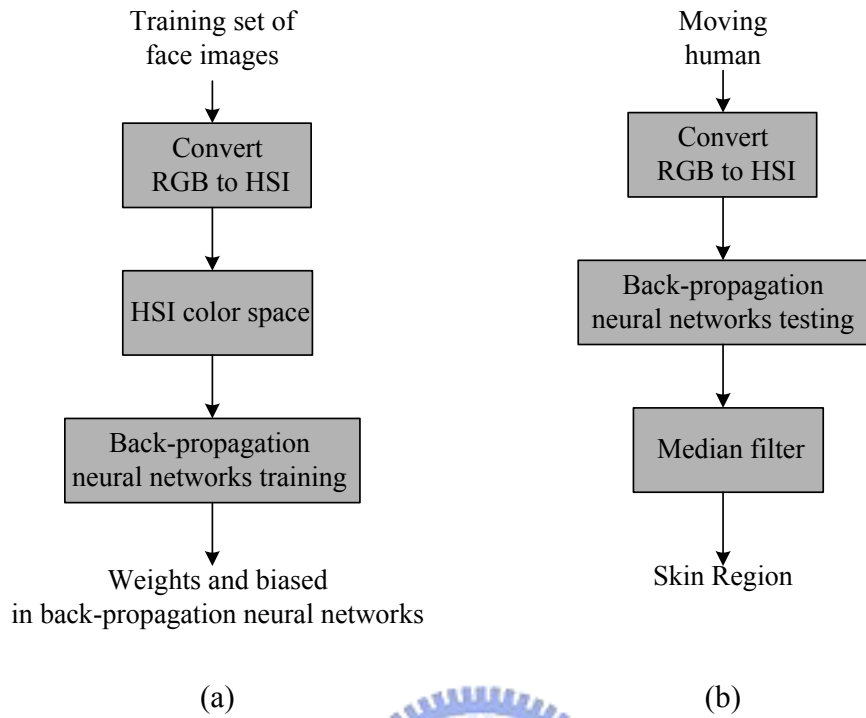 Training set of
face images
Convert
RGB to HSI
HSI color space
Back-propagation
neural networks training
Weights and biased
in back-propagation neural networks
(a)
Moving
human
Convert
RGB to HSI
Back-propagation
neural networks testing
Median filter
Skin Region
(b)